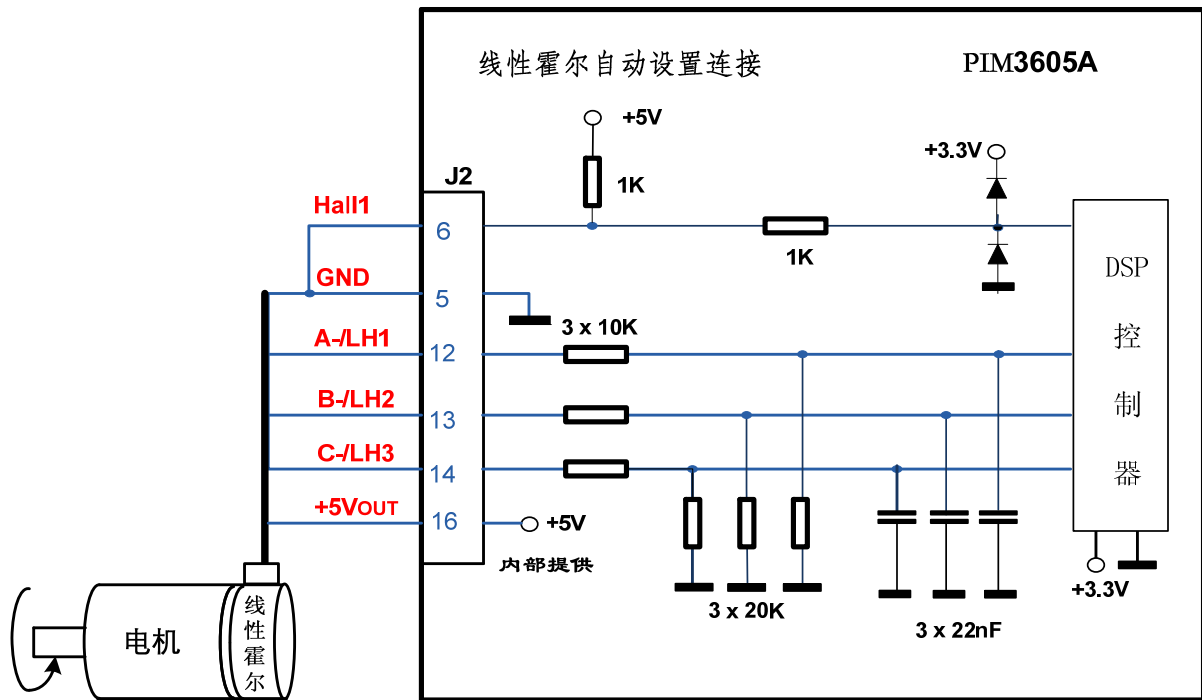 线性霍尔自动设置连接
PIM3605A
+5V
+3.3V
J2
1K
Hall1
6
1K
DSP
控
制
器
GND
5
3 x 10K
A-/LH1
12
B-/LH2
13
C-/LH3
14
+5VOUT
16
+5V
内部提供
+3.3V
3 x 20K
3 x 22nF
电机
线
性
霍
尔